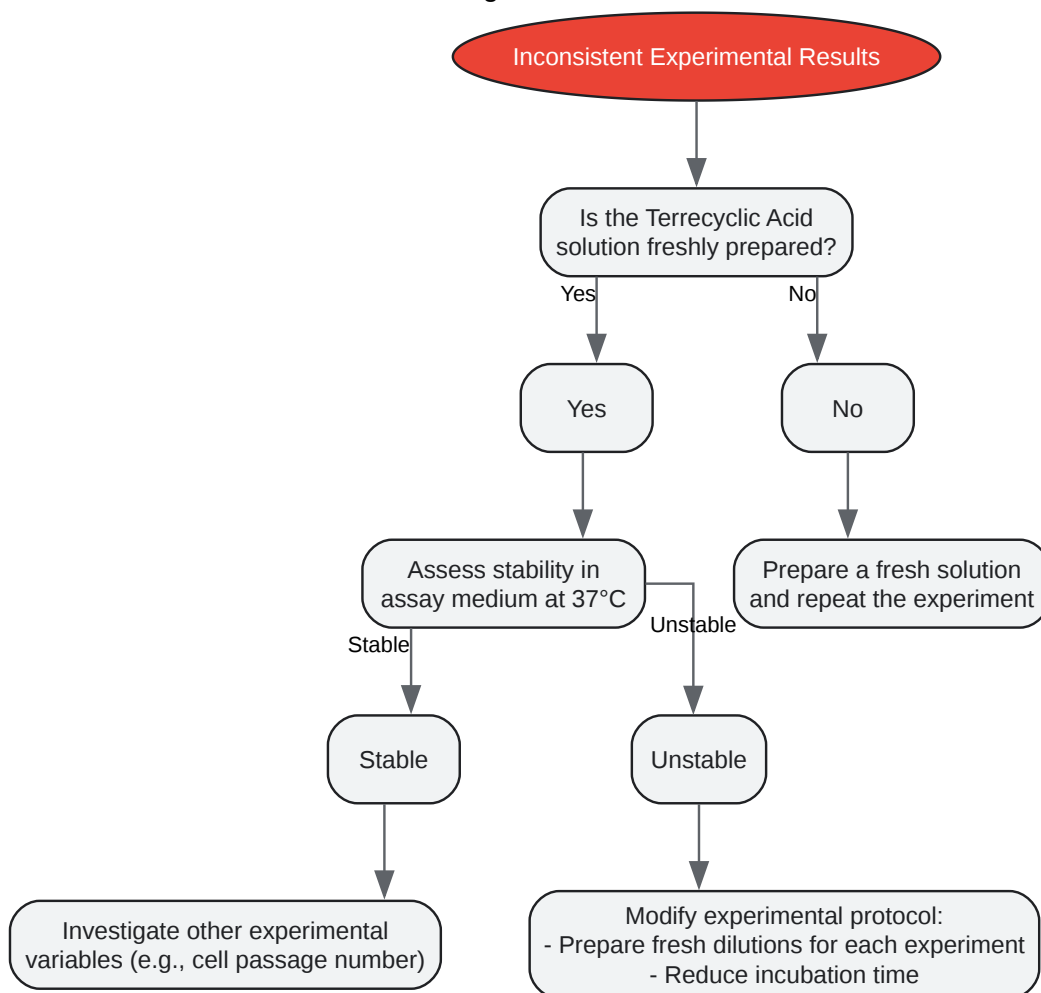 Inconsistent Experimental Results
Is the Terrecyclic Acid
solution freshly prepared?
Yes
No
Yes
No
Assess stability in
assay medium at 37°C
Prepare a fresh solution
and repeat the experiment
Stable
Unstable
Stable
Unstable
Investigate other experimental
variables (e.g., cell passage number)
Modify experimental protocol:
- Prepare fresh dilutions for each experiment
- Reduce incubation time